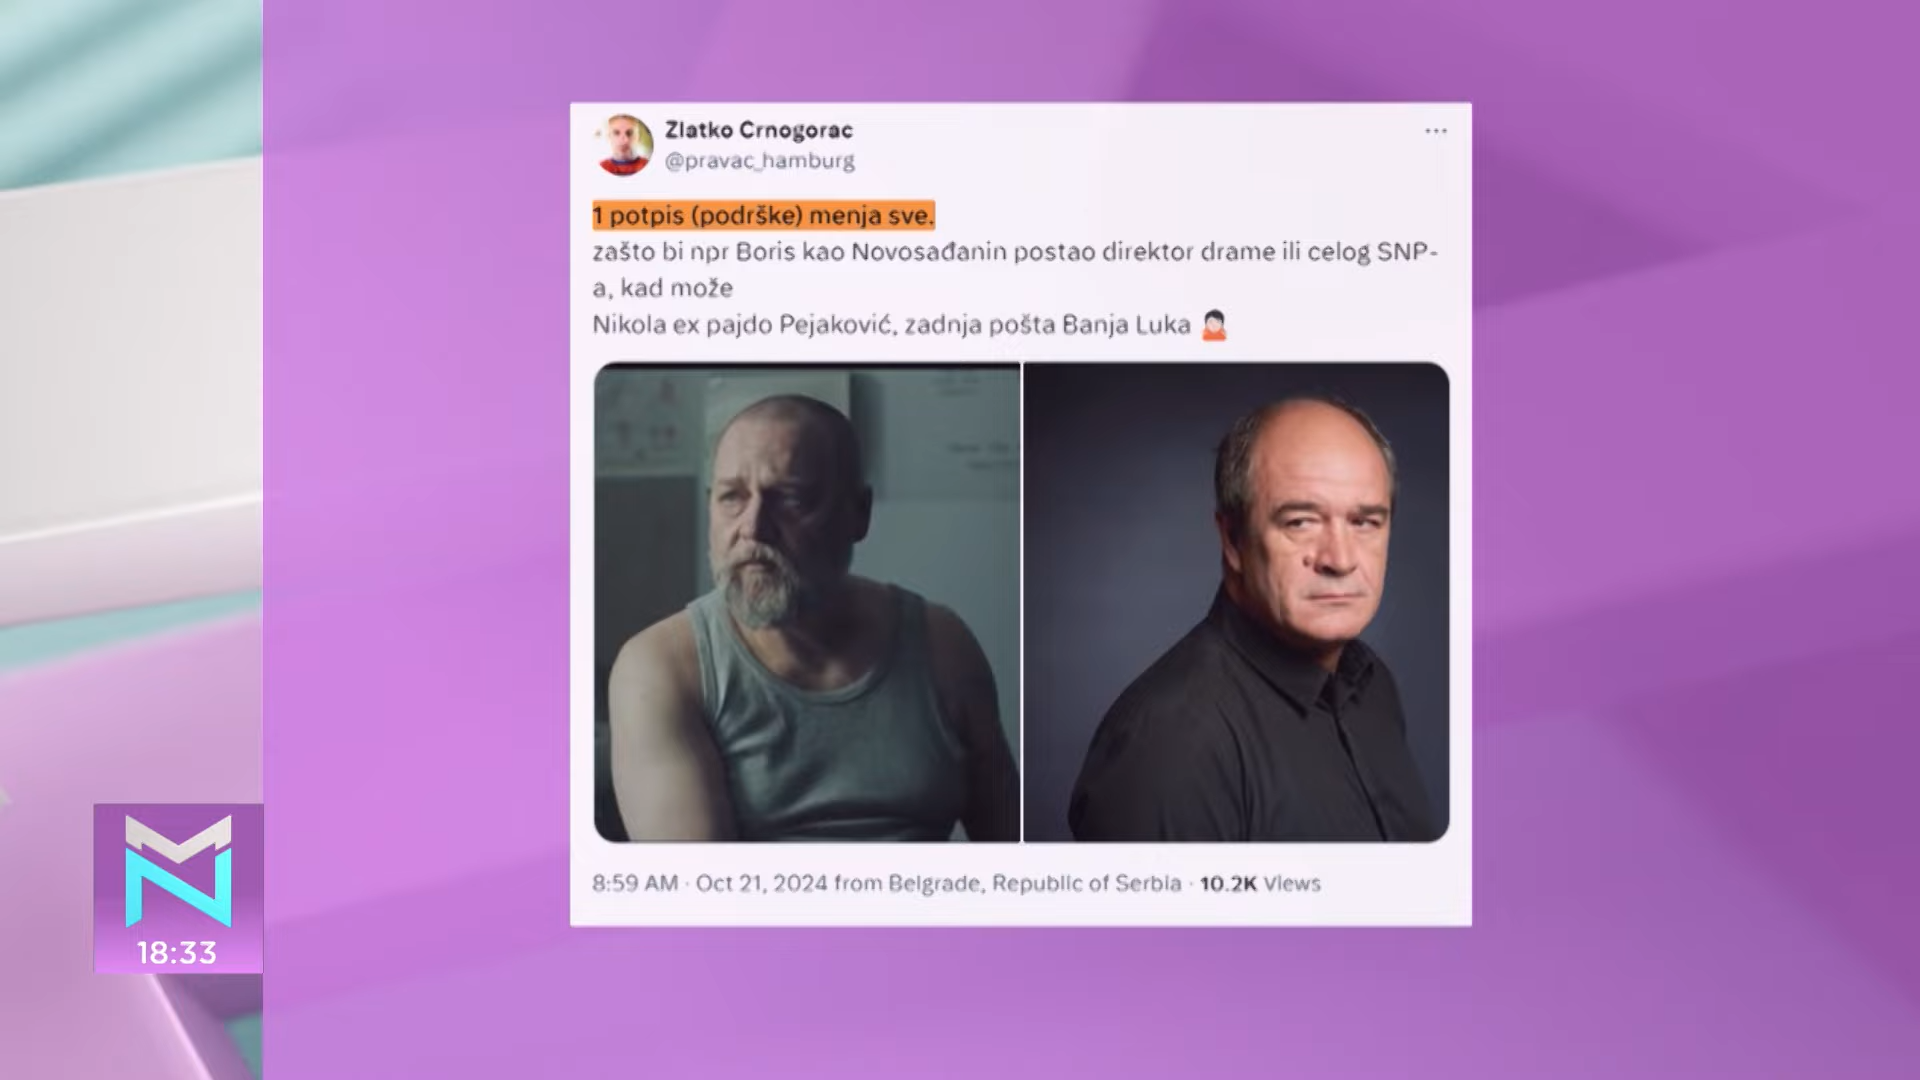 Zlatko Crnogorac
@pravac_hamburg
1 potpis (podrške) menja sve.
zašto bi npr Boris kao Novosađanin postao direktor drame ili celog SNP-
a, kad može
Nikola ex pajdo Pejaković, zadnja pošta Banja Luka
8:59 AM · Oct 21, 2024 from Belgrade, Republic of Serbia · 10.2K Views
18:33